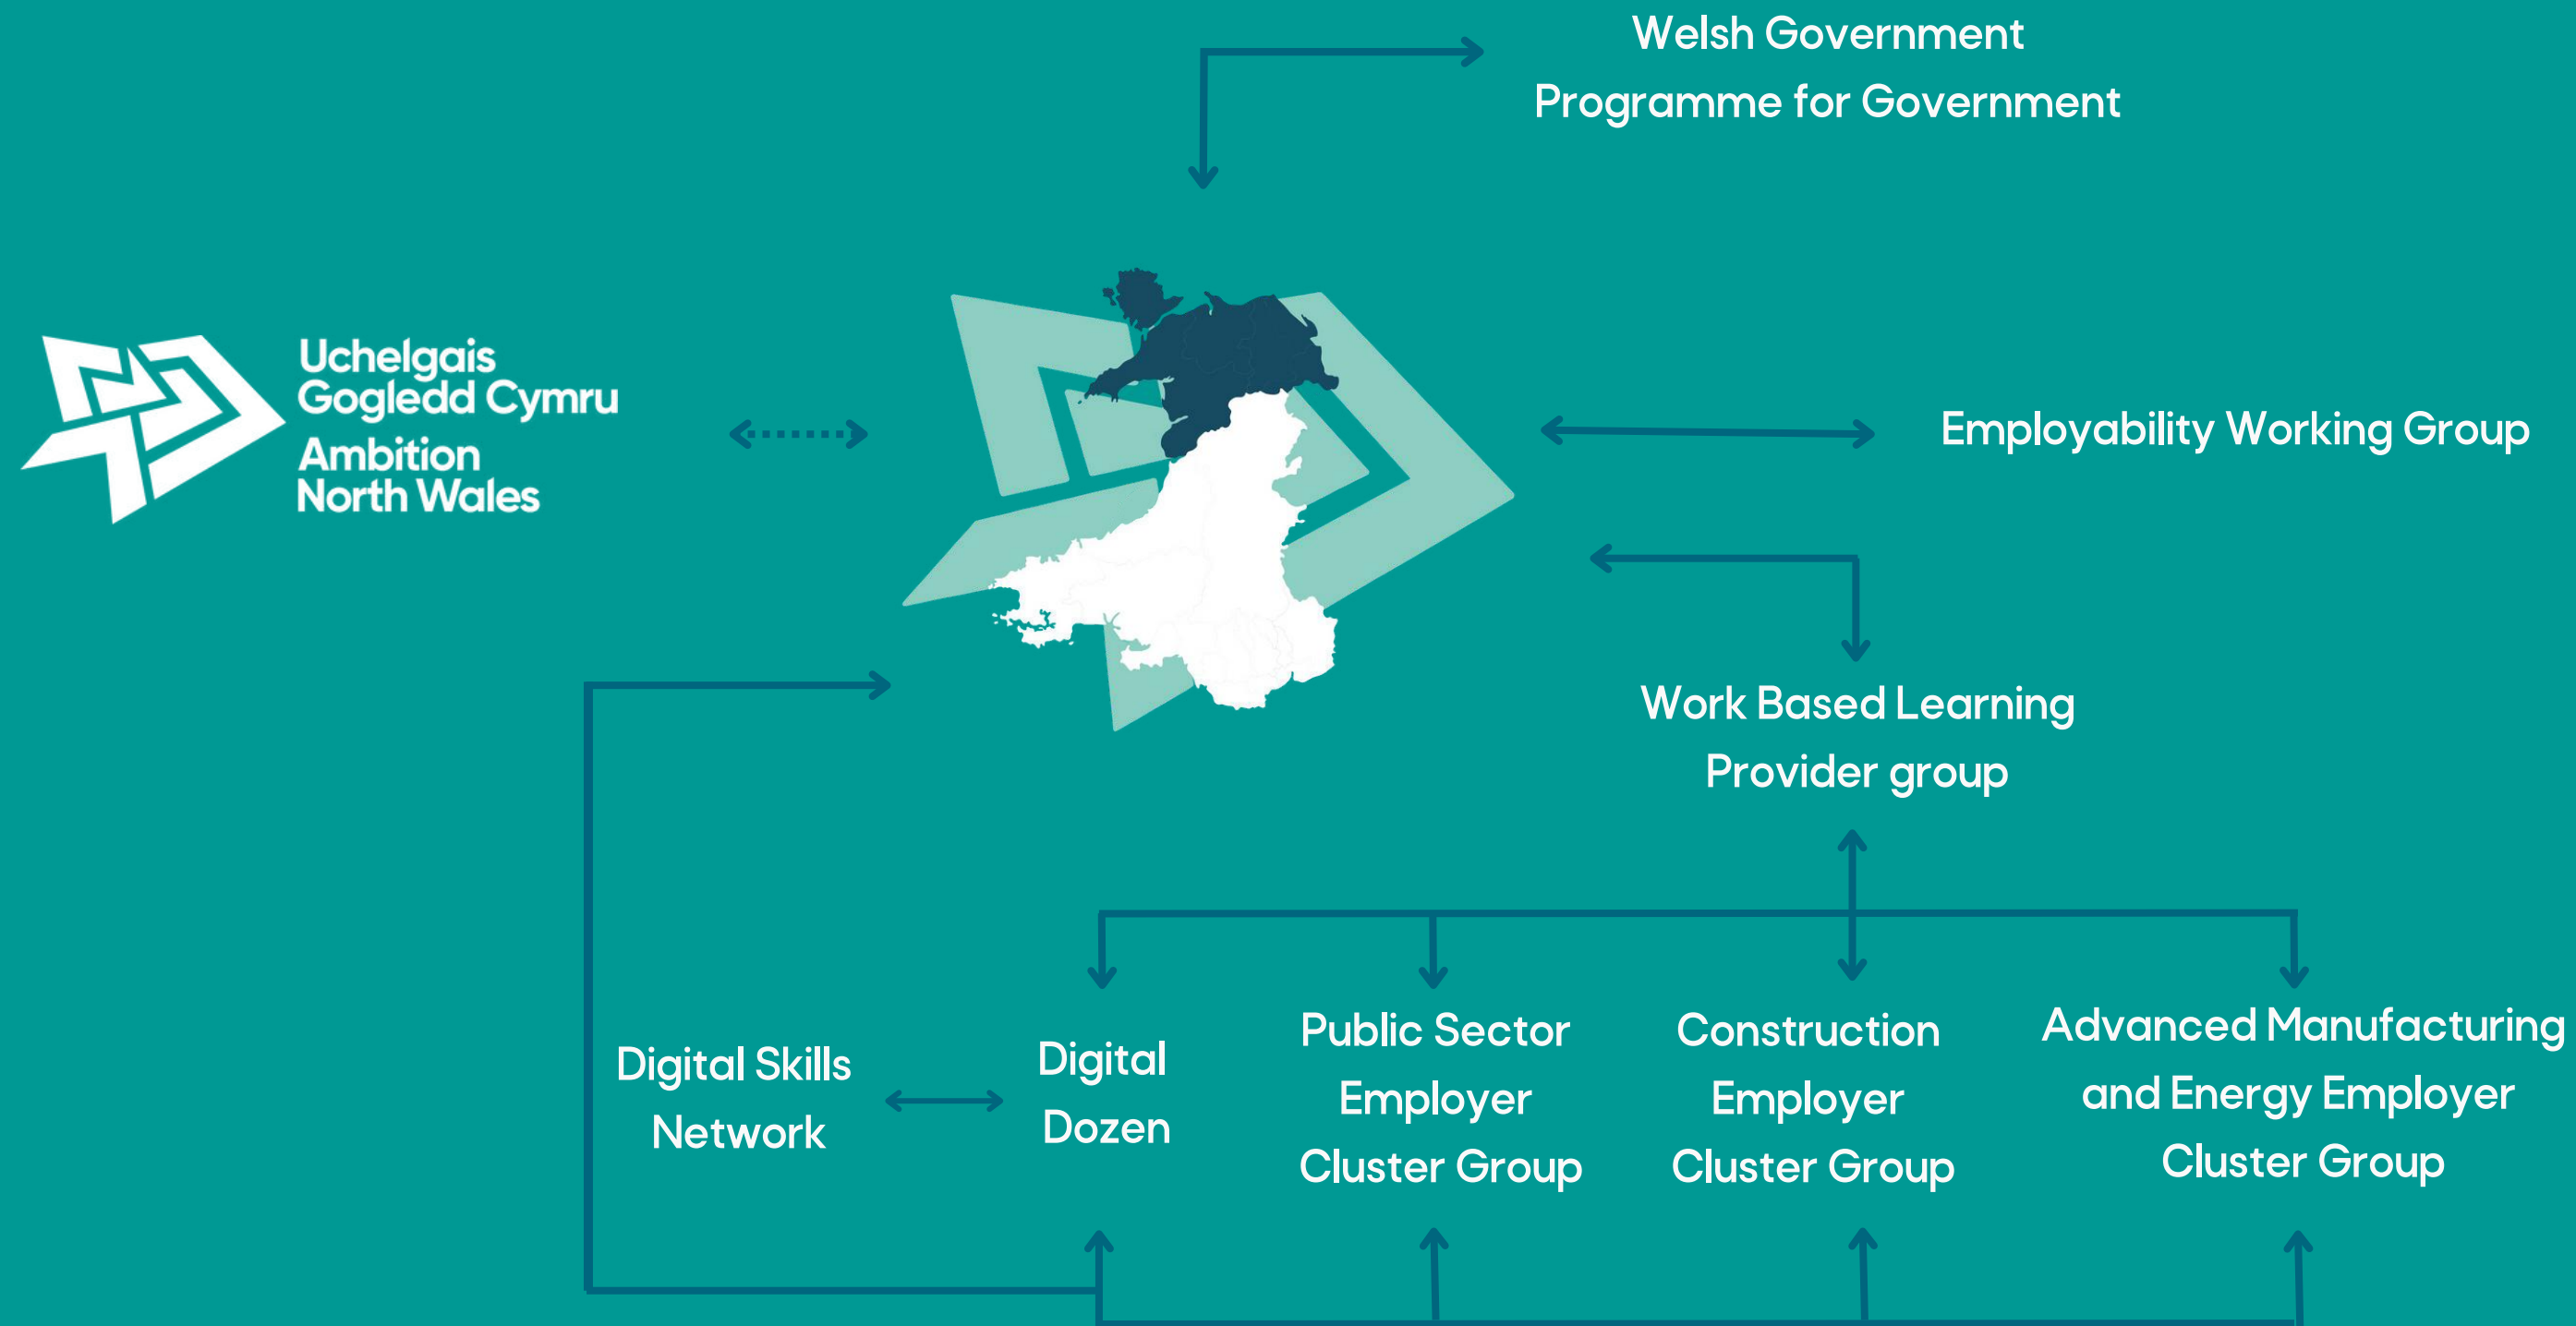 Welsh Government
Programme for Government
Uchelgais
Gogledd Cymru
Ambition
North Wales
Employability Working Group
Work Based Learning
Provider group
Digital Skills
Network
Digital
Dozen
Public Sector
Employer
Cluster Group
Construction
Employer
Cluster Group
Advanced Manufacturing
and Energy Employer
Cluster Group